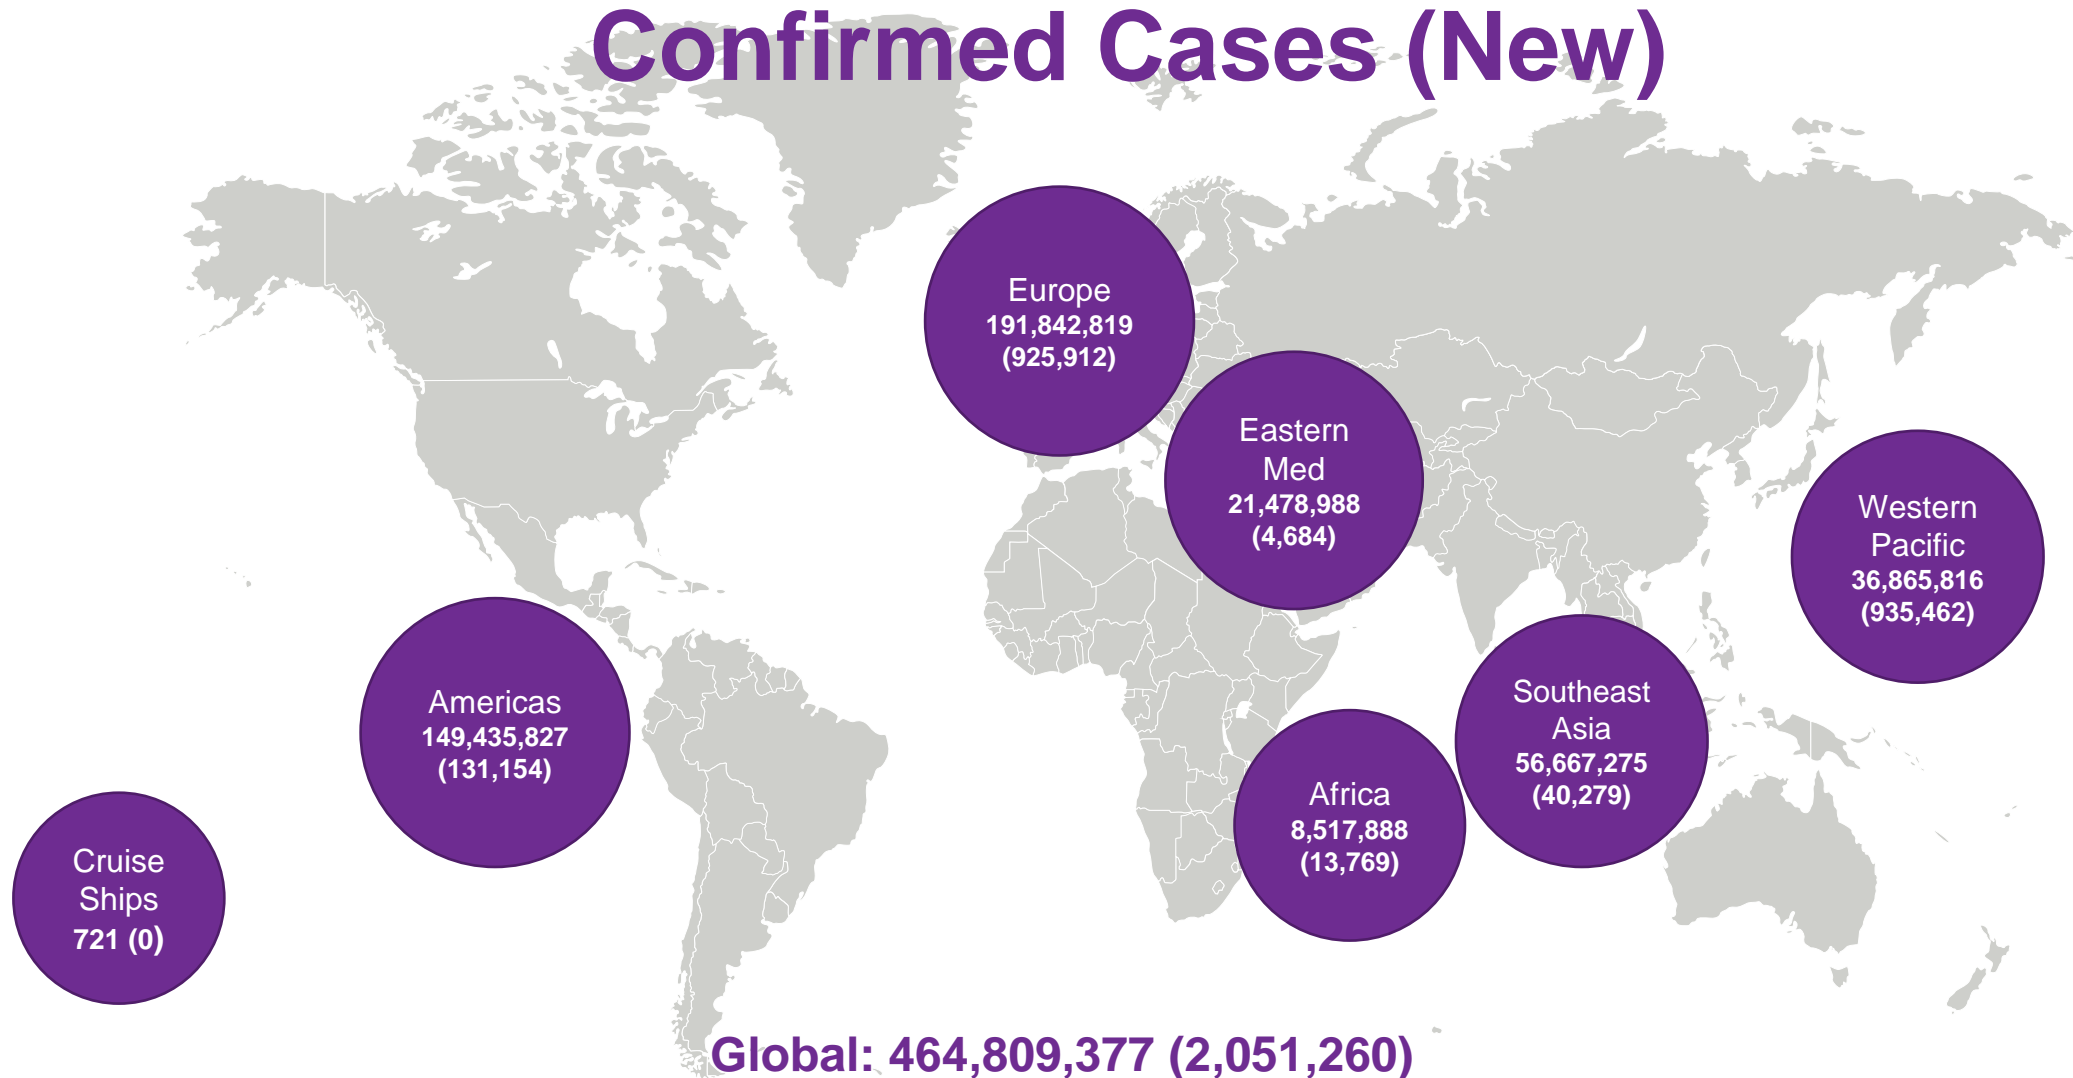 Confirmed Cases (New)
Europe
191,842,819
(925,912)
Eastern
Med
21,478,988
(4,684)
Western
Pacific
36,865,816
(935,462)
Americas
149,435,827
(131,154)
Southeast
Asia
56,667,275
(40,279)
Africa
8,517,888
(13,769)
Cruise
Ships
721 (0)
Global: 464,809,377 (2,051,260)